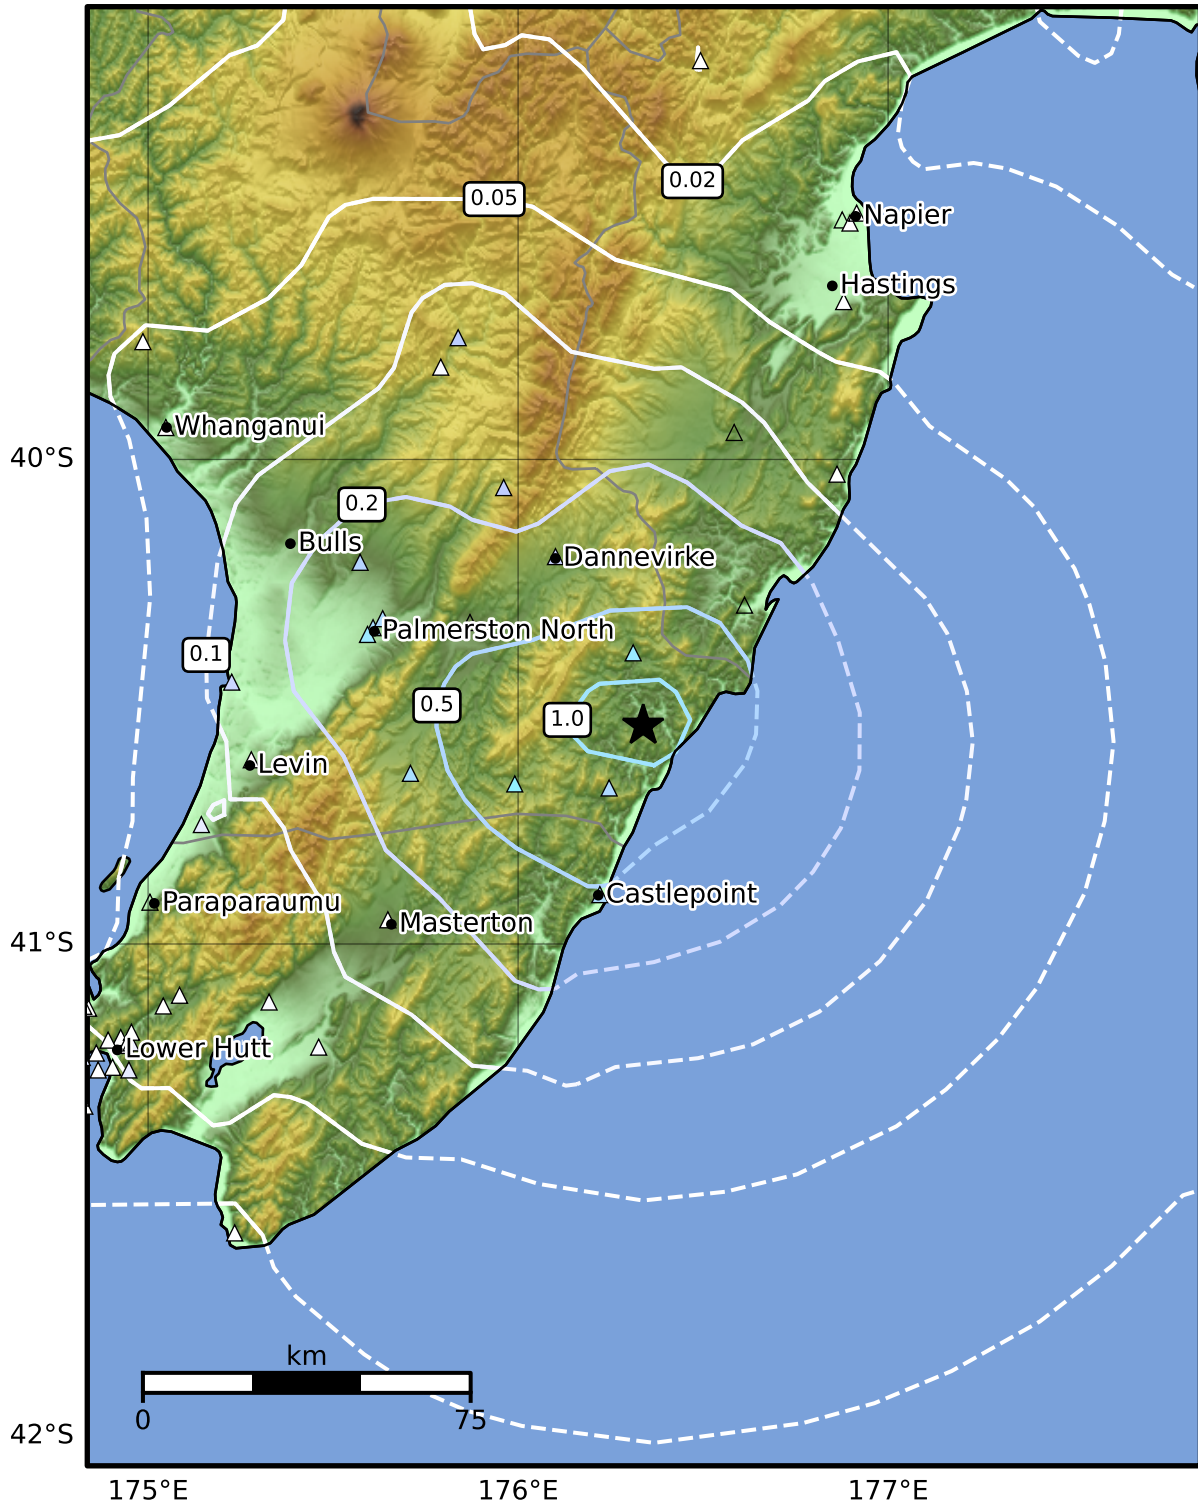 0.02
0.05
Napier
Hastings
Whanganui
40°S
0.2
Bulls
Dannevirke
Palmerston North
0.1
0.5
1.0
Levin
Castlepoint
Paraparaumu
Masterton
41°S
Lower Hutt
km
0 75
42°S
175°E 176°E 177°E